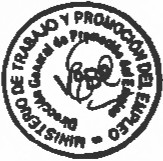 MINISTERIO DE TRABAJO Y PROMOCION DEL EMPLEO
Dirección General de Promoción del Empleo